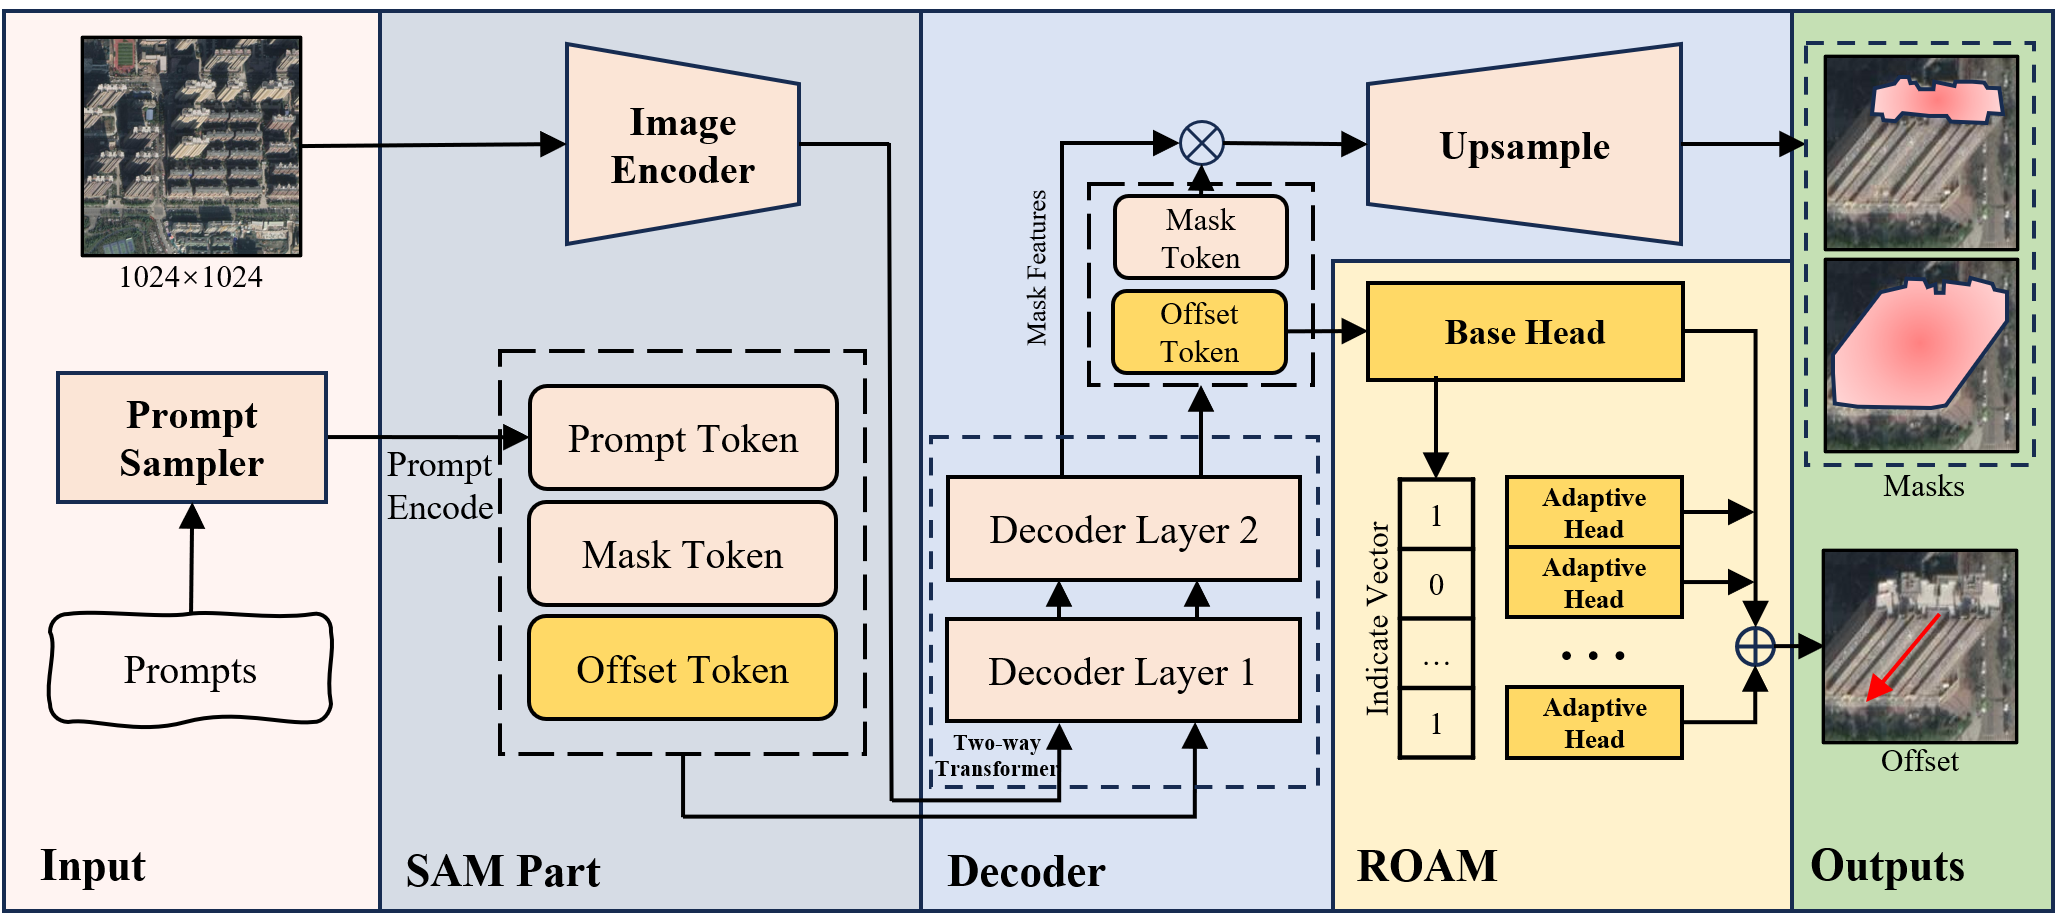 1024×1024
Prompt
Sampler
Prompts
Input
Image
Encoder
Prompt
Encode
Prompt Token
Mask Token
Offset Token
SAM Part
Mask Features
Mask
Token
Offset
Token
Decoder Layer 2
Decoder Layer 1
Two-way
Transformer
Decoder
Upsample
Base Head
Indicate Vector
1
0
...
1
Adaptive
Head
Adaptive
Head
...
Adaptive
Head
ROAM
Masks
Offset
Outputs